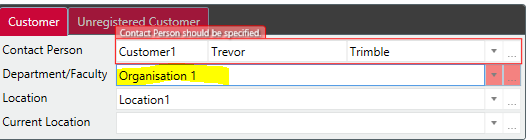 Customer Unregistered Customer
Contact Person should be specified.
Contact Person Customer1 Trevor Trimble ...
Department/Faculty Organisation 1 ...
Location Location1 ...
Current Location ...